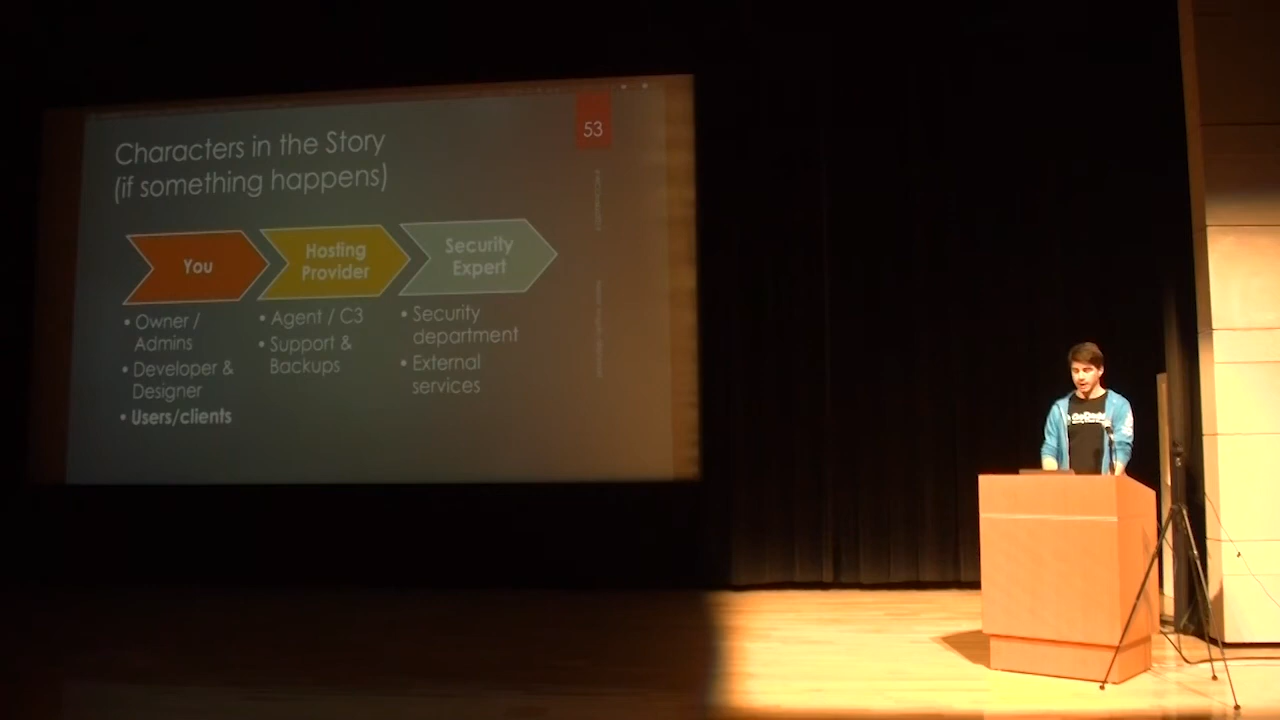 Characters in the Story
(if something happens)
53
You
Hosting
Provider
Security
Expert
• Owner /
Admins
• Developer &
Designer
• Users/clients
• Agent / C3
• Support &
Backups
• Security
department
• External
services